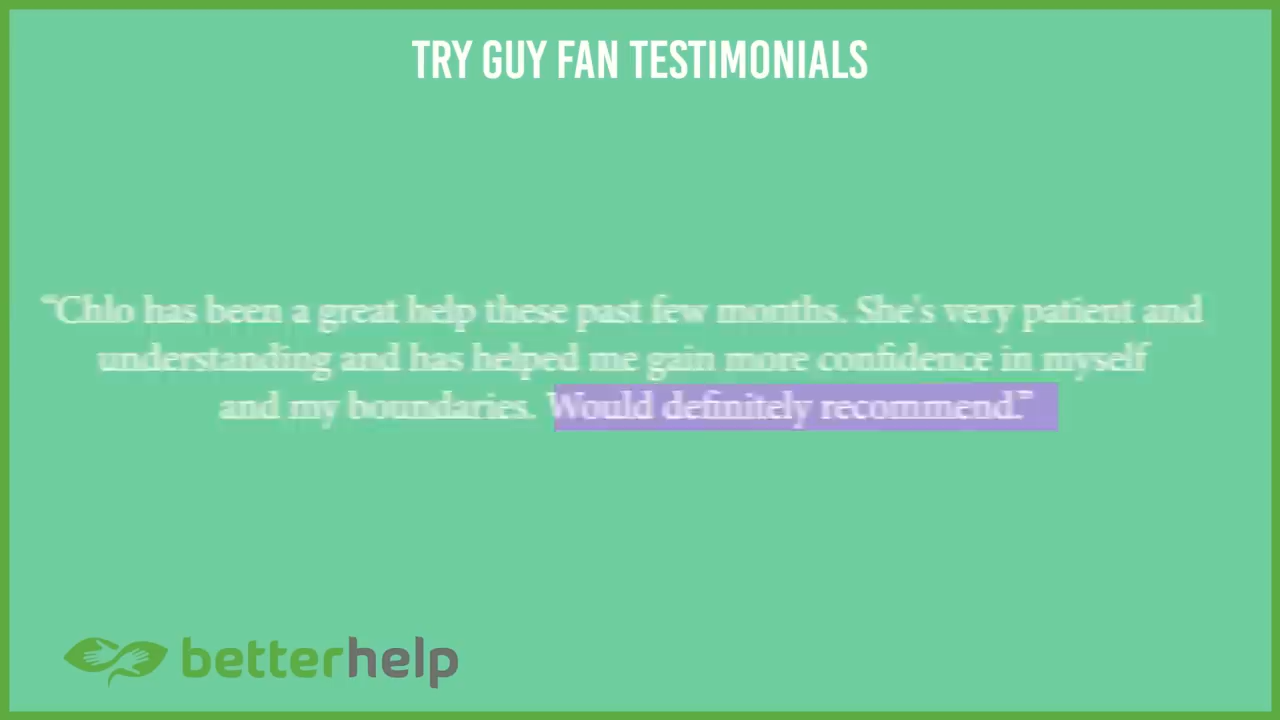 TRY GUY FAN TESTIMONIALS
“Chlo has been a great help these past few months. She's very patient and
understanding and has helped me gain more confidence in myself
and my boundaries. Would definitely recommend.”
betterhelp